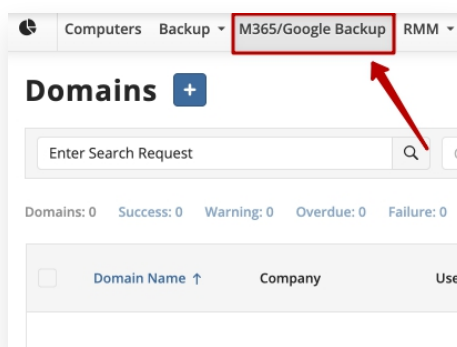 Computers Backup M365/Google Backup RMM
Domains +
Enter Search Request
Domains: 0 Success: 0 Warning: 0 Overdue: 0 Failure: 0
Domain Name ↑ Company